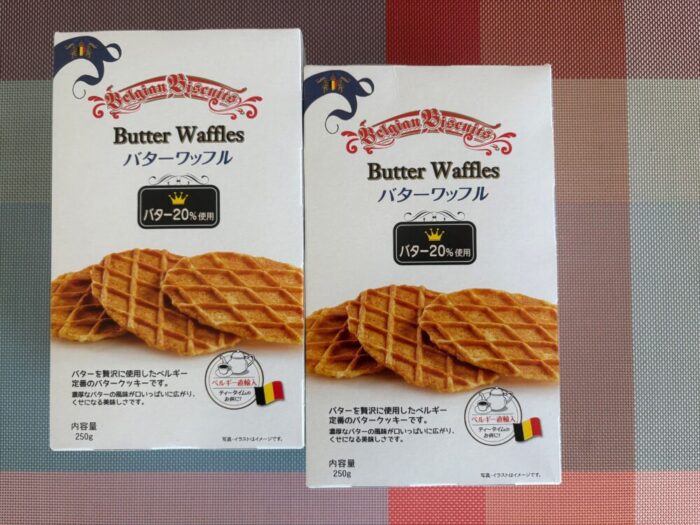 Belgian Biscuits
Butter Waffles
バターワッフル
バター20%使用
バターを贅沢に使用したベルギー
定番のバタークッキーです。
濃厚なバターの風味が口いっぱいに広がり、
くせになる美味しさです。
ベルギー直輸入
ティータイムの
お供に!
内容量
250g
写真・イラストはイメージです。
Belgian Biscuits
Butter Waffles
バターワッフル
バター20%使用
バターを贅沢に使用したベルギー
定番のバタークッキーです。
濃厚なバターの風味が口いっぱいに広がり、
くせになる美味しさです。
ベルギー直輸入
ティータイムの
お供に!
内容量
250g
写真・イラストはイメージです。